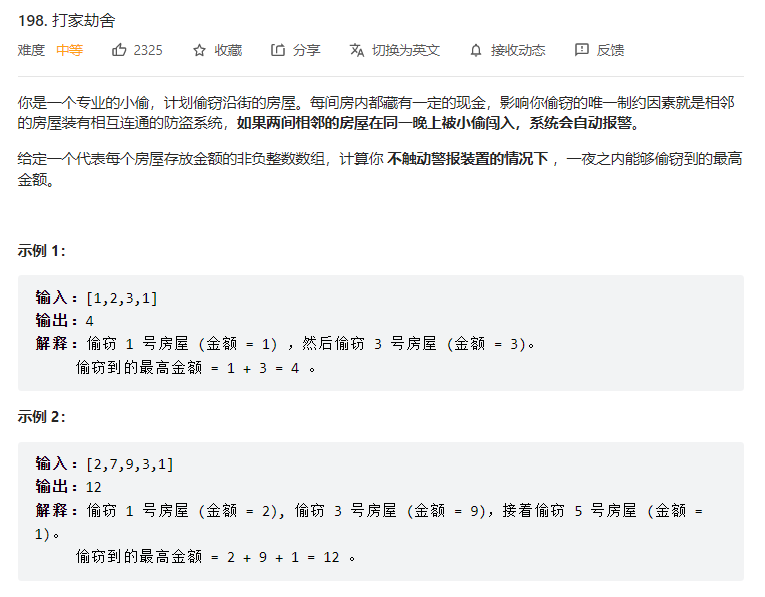 198. 打家劫舍
难度 中等 2325 收藏 分享 切换为英文 接收动态 反馈
你是一个专业的小偷，计划偷窃沿街的房屋。每间房内都藏有一定的现金，影响你偷窃的唯一制约因素就是相邻
的房屋装有相互连通的防盗系统，如果两间相邻的房屋在同一晚上被小偷闯入，系统会自动报警。
给定一个代表每个房屋存放金额的非负整数数组，计算你 不触动警报装置的情况下 ，一夜之内能够偷窃到的最高
金额。
示例 1：
输入：[1,2,3,1]
输出：4
解释：偷窃 1 号房屋 (金额 = 1) ，然后偷窃 3 号房屋 (金额 = 3)。
偷窃到的最高金额 = 1 + 3 = 4 。
示例 2：
输入：[2,7,9,3,1]
输出：12
解释：偷窃 1 号房屋 (金额 = 2), 偷窃 3 号房屋 (金额 = 9)，接着偷窃 5 号房屋 (金额 =
1)。
偷窃到的最高金额 = 2 + 9 + 1 = 12 。